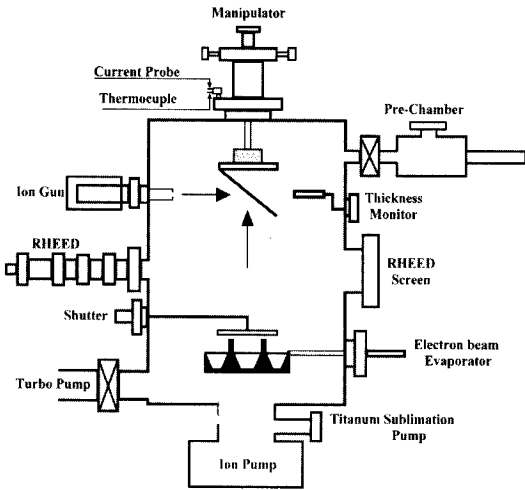 Manipulator
Current Probe
Thermocuple
Pre-Chamber
Ion Gun
Thickness
Monitor
RHEED
RHEED
Screen
Shutter
Electron beam
Evaporator
Turbo Pump
Titanum Sublimation
Pump
Ion Pump